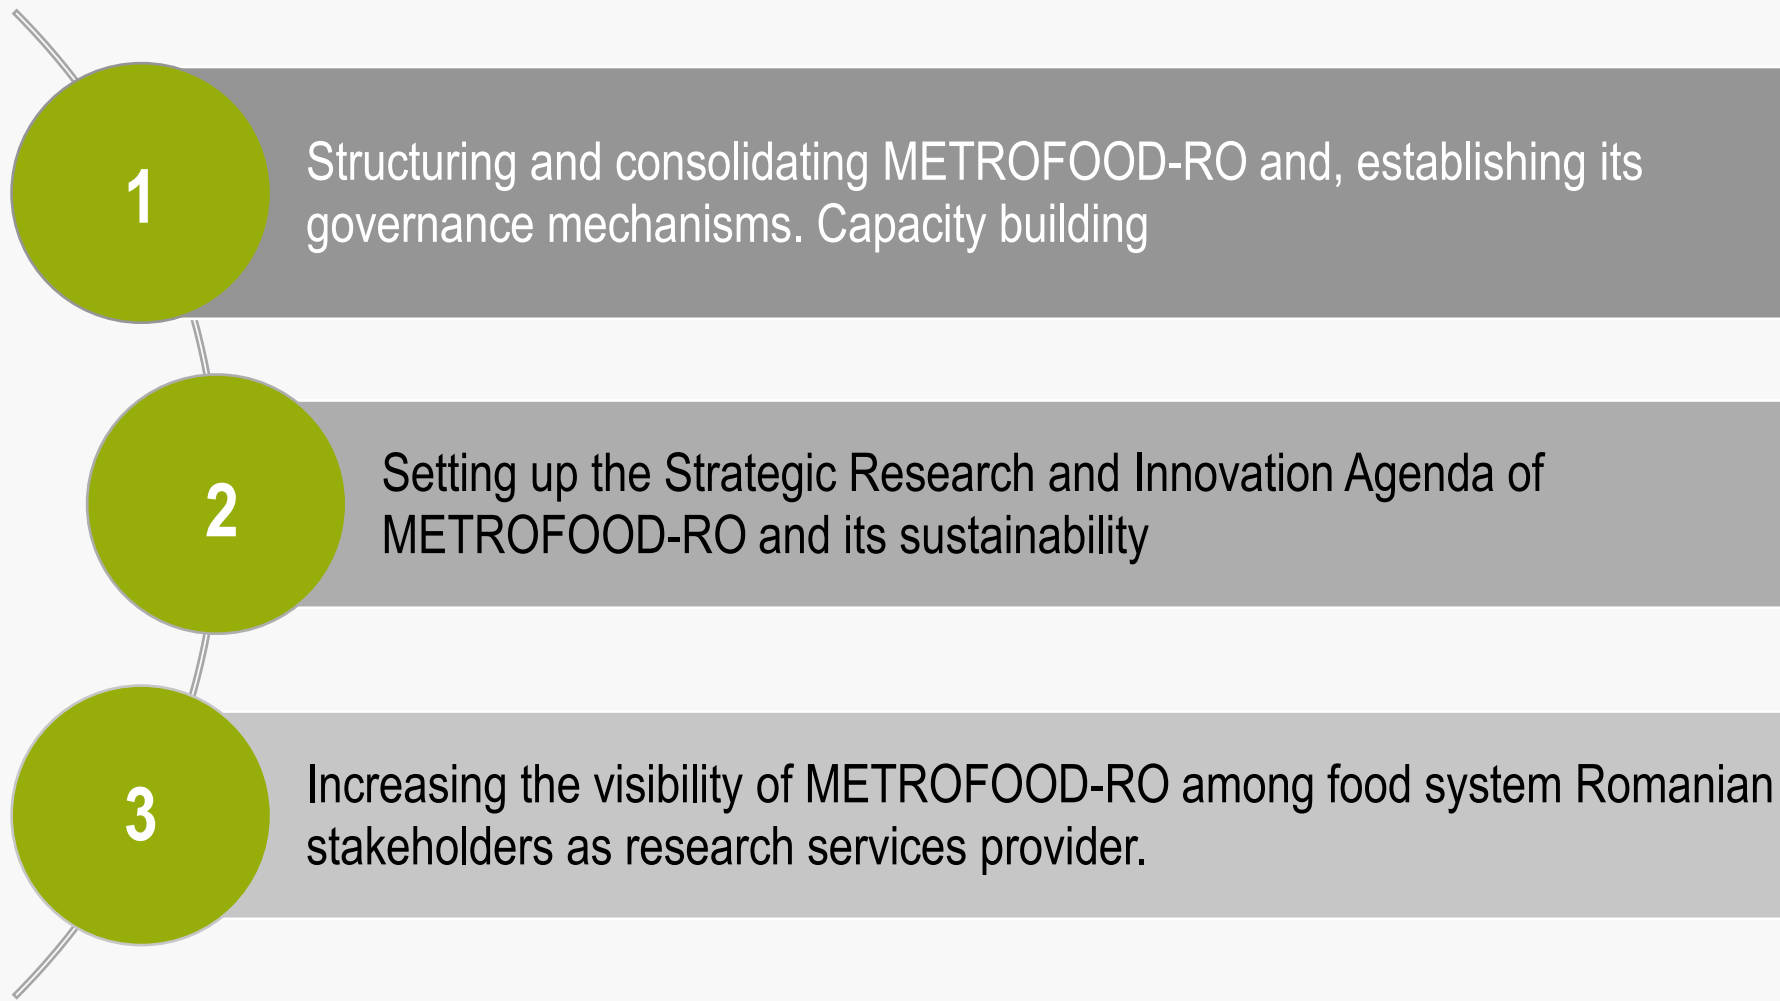 1
Structuring and consolidating METROFOOD-RO and, establishing its
governance mechanisms. Capacity building
2
Setting up the Strategic Research and Innovation Agenda of
METROFOOD-RO and its sustainability
3
Increasing the visibility of METROFOOD-RO among food system Romanian
stakeholders as research services provider.